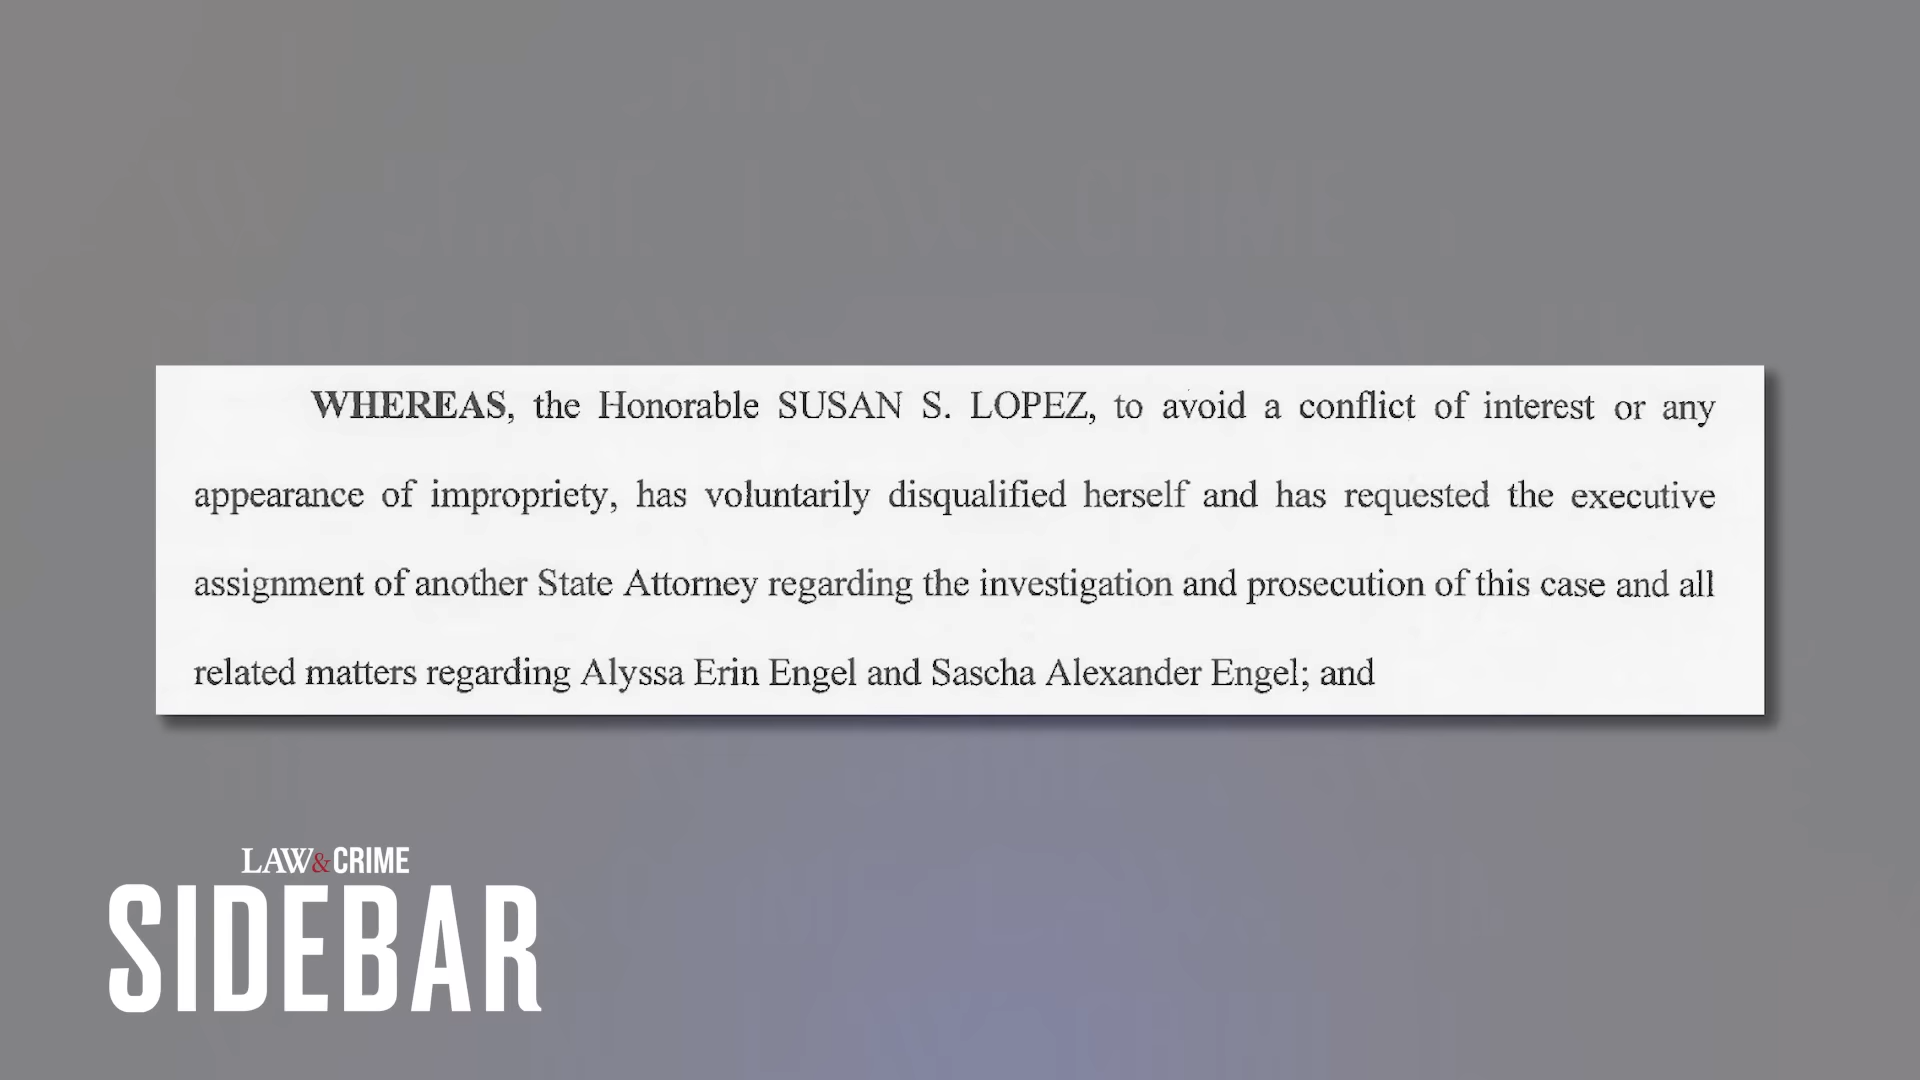 WHEREAS, the Honorable SUSAN S. LOPEZ, to avoid a conflict of interest or any
appearance of impropriety, has voluntarily disqualified herself and has requested the executive
assignment of another State Attorney regarding the investigation and prosecution of this case and all
related matters regarding Alyssa Erin Engel and Sascha Alexander Engel; and
LAW&CRIME
SIDEBAR